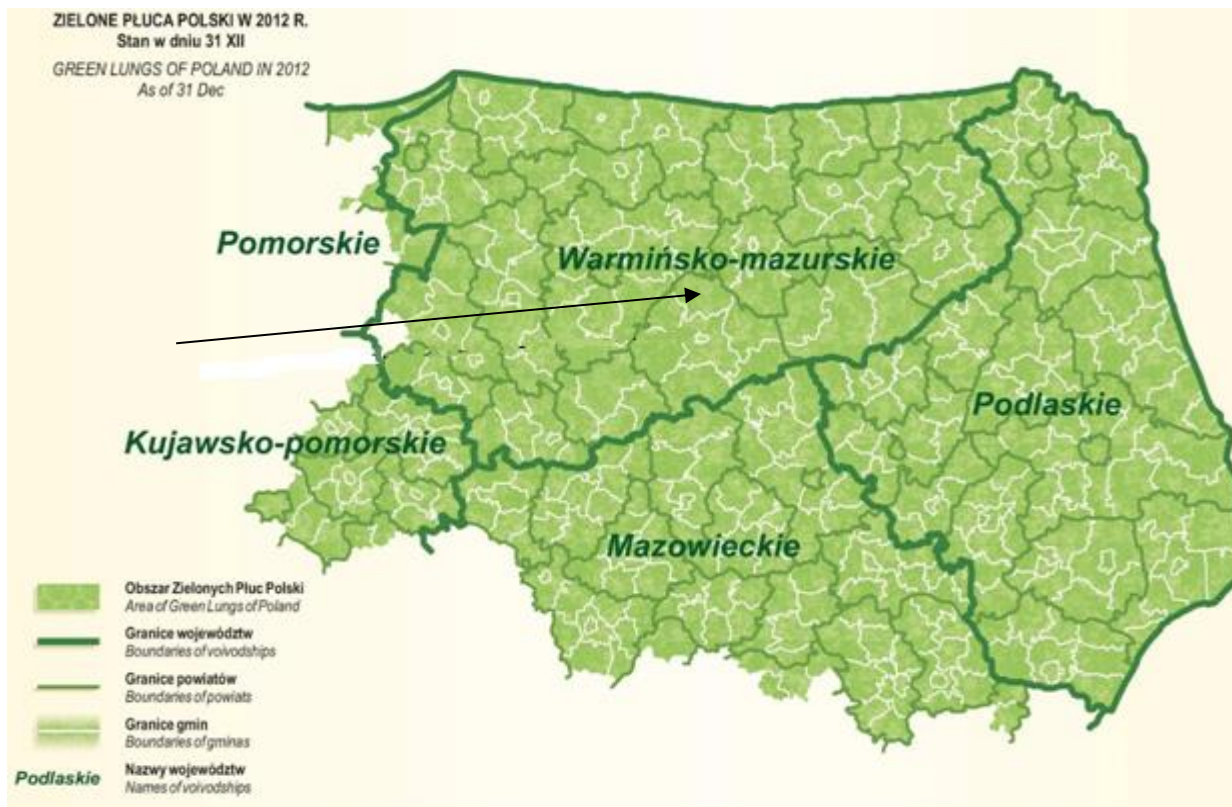 ZIELONE PŁUCA POLSKI W 2012 R.
Stan w dniu 31 XII
GREEN LUNGS OF POLAND IN 2012
As of 31 Dec
Pomorskie
Warmińsko-mazurskie
Podlaskie
Kujawsko-pomorskie
Mazowieckie
Obszar Zielonych Płuc Polski
Area of Green Lungs of Poland
Granice województw
Boundaries of voivodships
Granice powiatów
Boundaries of powiats
Granice gmin
Boundaries of gminas
Podlaskie
Nazwy województw
Names of voivodships